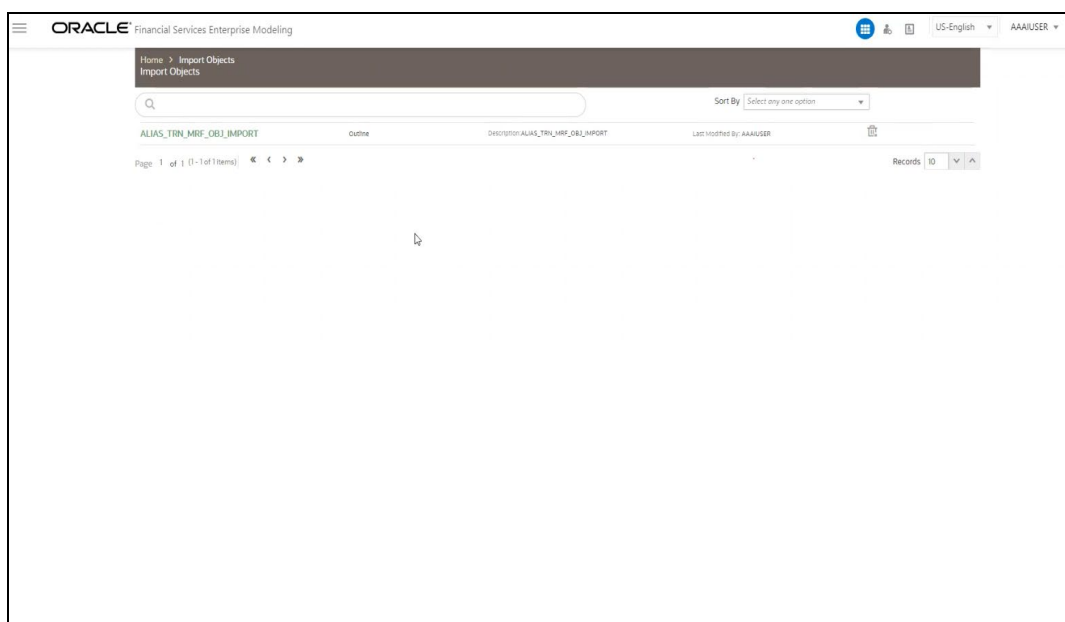 ORACLE® Financial Services Enterprise Modeling US-English AAAIUSER
Home > Import Objects
Import Objects
Sort By Select any one option
ALIAS_TRN_MRF_OBJ_IMPORT Outline Description:ALIAS_TRN_MRF_OBJ_IMPORT Last Modified By: AAAIUSER
Page 1 of 1 (1-1 of 1 items) « ‹ › » Records 10